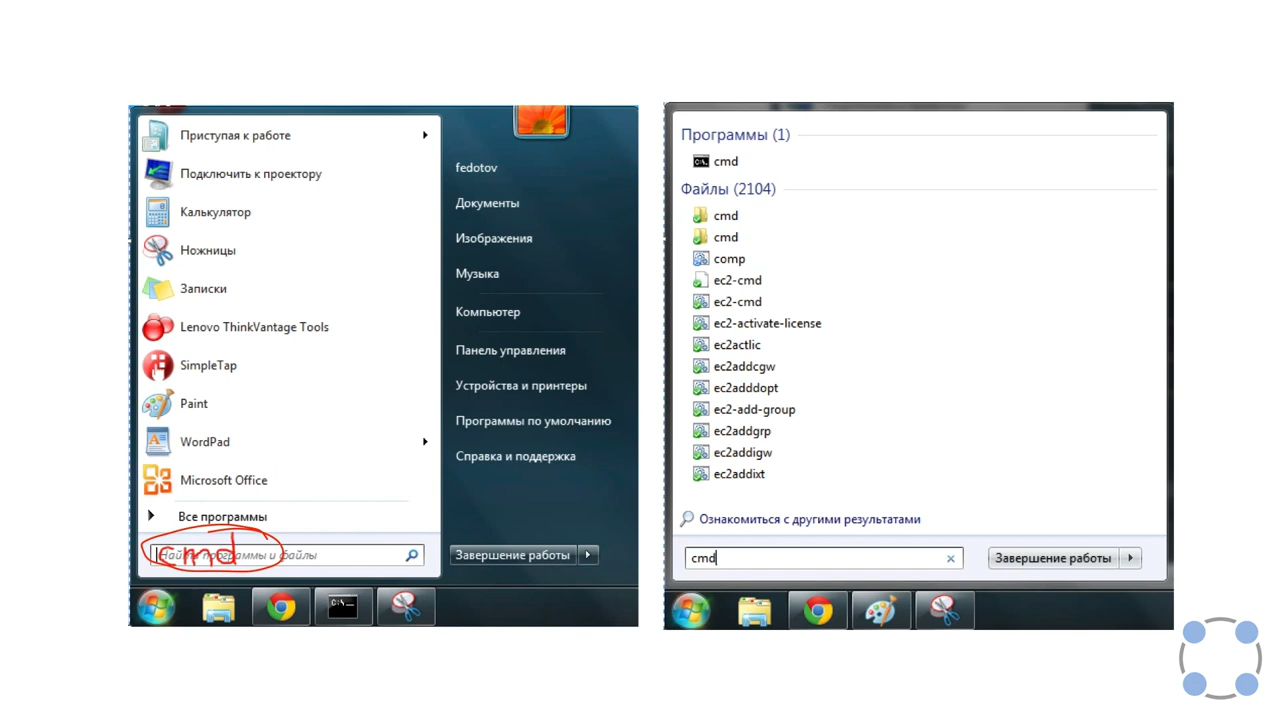 Приступая к работе
Подключить к проектору
Калькулятор
Ножницы
Записки
Lenovo ThinkVantage Tools
SimpleTap
Paint
WordPad
Microsoft Office
Все программы
Найти программы и файлы
cmd
fedotov
Документы
Изображения
Музыка
Компьютер
Панель управления
Устройства и принтеры
Программы по умолчанию
Справка и поддержка
Завершение работы
C:\_
Программы (1)
C:\. cmd
Файлы (2104)
cmd
cmd
comp
ec2-cmd
ec2-cmd
ec2-activate-license
ec2actlic
ec2addcgw
ec2adddopt
ec2-add-group
ec2addgrp
ec2addigw
ec2addixt
Ознакомиться с другими результатами
cmd
Завершение работы